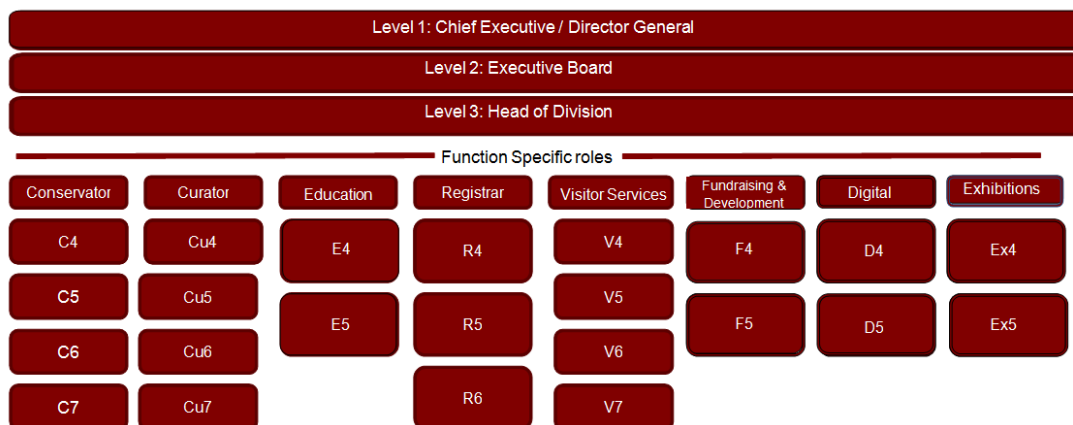 Level 1: Chief Executive / Director General
Level 2: Executive Board
Level 3: Head of Division
Function Specific roles
Conservator Curator Education Registrar Visitor Services Fundraising & Development Digital Exhibitions
C4 Cu4 E4 R4 V4 F4 D4 Ex4
C5 Cu5 E5 R5 V5 F5 D5 Ex5
C6 Cu6 R6 V6
C7 Cu7 V7